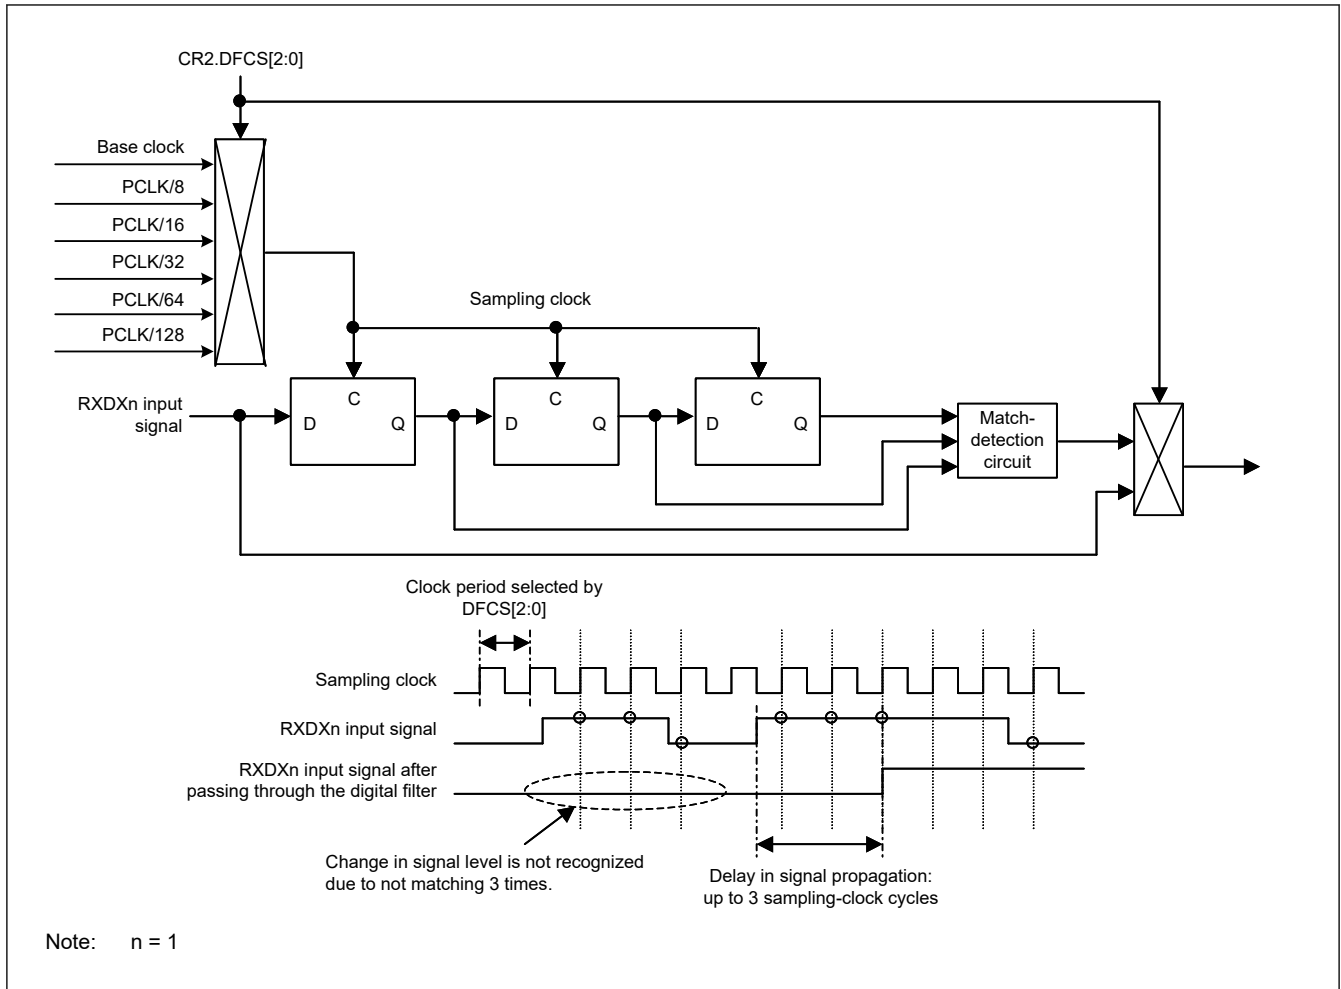 CR2.DFCS[2:0]
Base clock
PCLK/8
PCLK/16
PCLK/32
PCLK/64
PCLK/128
Sampling clock
RXDXn input
signal
C
D
Q
C
D
Q
C
D
Q
Match-
detection
circuit
Clock period selected by
DFCS[2:0]
Sampling clock
RXDXn input signal
RXDXn input signal after
passing through the digital filter
Change in signal level is not recognized
due to not matching 3 times.
Delay in signal propagation:
up to 3 sampling-clock cycles
Note: n = 1